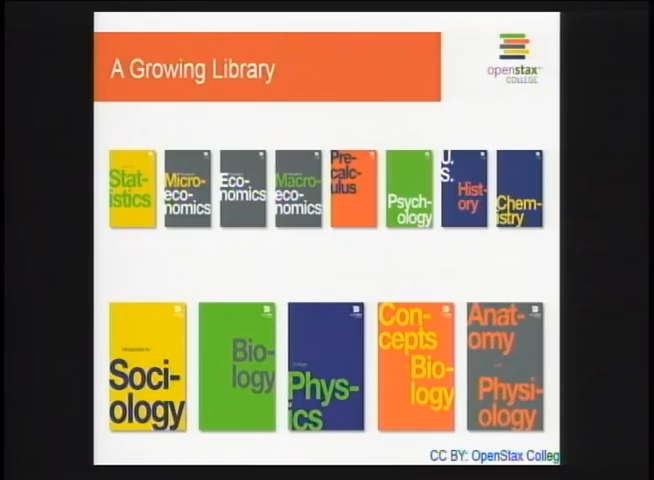 A Growing Library
openstax
COLLEGE
Stat-
istics
Micro-
eco-
nomics
Eco-
nomics
Macro-
eco-
nomics
Pre-
calc-
ulus
Psych-
ology
U.
S.
Hist-
ory
Chem-
istry
Soci-
ology
Bio-
logy
Phys-
ics
Con-
cepts
Bio-
logy
Anat-
omy
Physi-
ology
CC BY: OpenStax Colleg